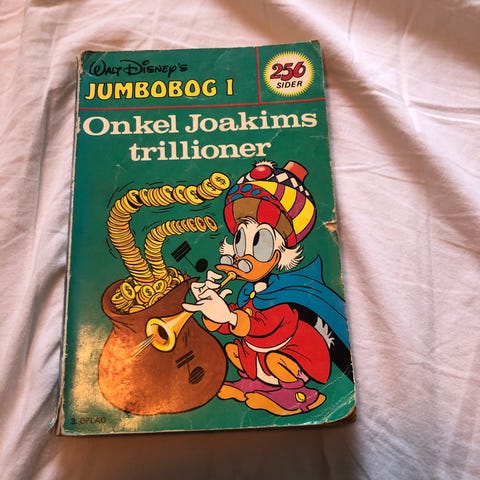 WALT DISNEY'S
JUMBOBOG 1
256
SIDER
Onkel Joakims
trillioner
3. OPLAG